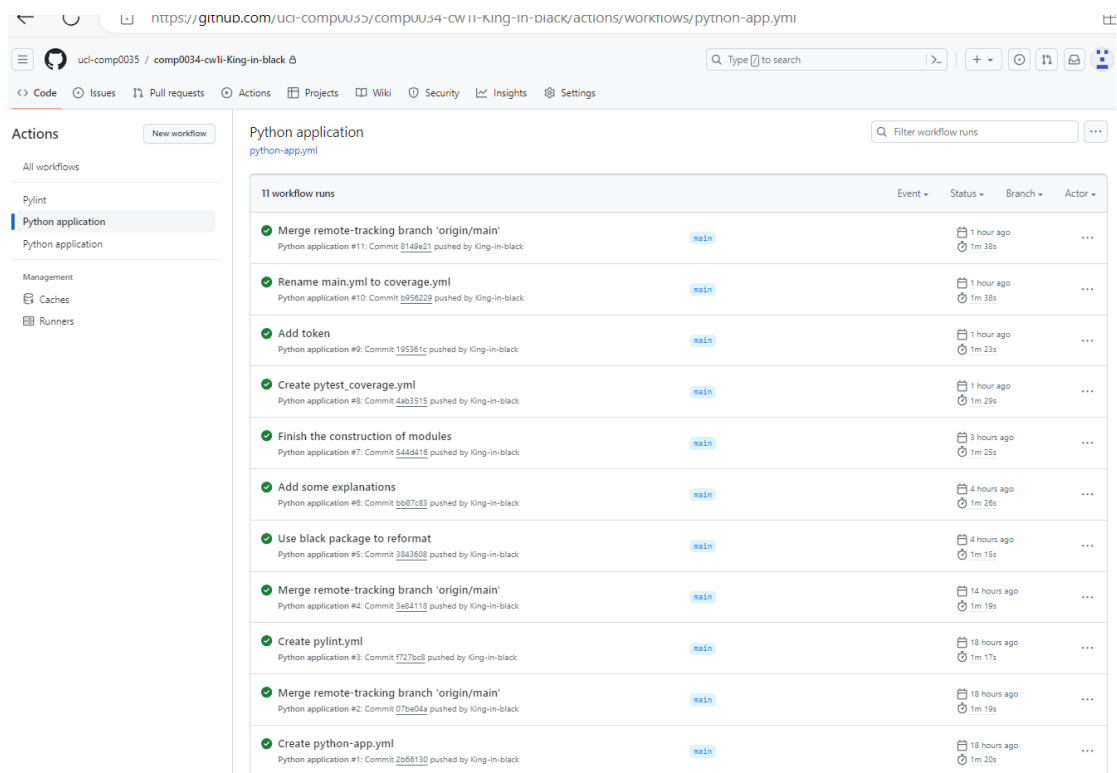 https://github.com/ucl-comp0035/comp0034-cw1i-King-in-black/actions/workflows/python-app.yml
ucl-comp0035 / comp0034-cw1i-King-in-black
Type / to search
Code Issues Pull requests Actions Projects Wiki Security Insights Settings
Actions
New workflow
All workflows
Pylint
Python application
Python application
Management
Caches
Runners
Python application
python-app.yml
Filter workflow runs
11 workflow runs
Event Status Branch Actor
Merge remote-tracking branch 'origin/main'
Python application #11: Commit 8149e21 pushed by King-in-black
main
1 hour ago
1m 38s
Rename main.yml to coverage.yml
Python application #10: Commit b956229 pushed by King-in-black
main
1 hour ago
1m 38s
Add token
Python application #9: Commit 195361c pushed by King-in-black
main
1 hour ago
1m 23s
Create pytest_coverage.yml
Python application #8: Commit 4ab3515 pushed by King-in-black
main
1 hour ago
1m 29s
Finish the construction of modules
Python application #7: Commit 544d416 pushed by King-in-black
main
3 hours ago
1m 25s
Add some explanations
Python application #6: Commit bb87c83 pushed by King-in-black
main
4 hours ago
1m 26s
Use black package to reformat
Python application #5: Commit 3843608 pushed by King-in-black
main
4 hours ago
1m 15s
Merge remote-tracking branch 'origin/main'
Python application #4: Commit 3e84118 pushed by King-in-black
main
14 hours ago
1m 19s
Create pylint.yml
Python application #3: Commit f727bc8 pushed by King-in-black
main
18 hours ago
1m 17s
Merge remote-tracking branch 'origin/main'
Python application #2: Commit 07be04a pushed by King-in-black
main
18 hours ago
1m 19s
Create python-app.yml
Python application #1: Commit 2b66130 pushed by King-in-black
main
18 hours ago
1m 20s